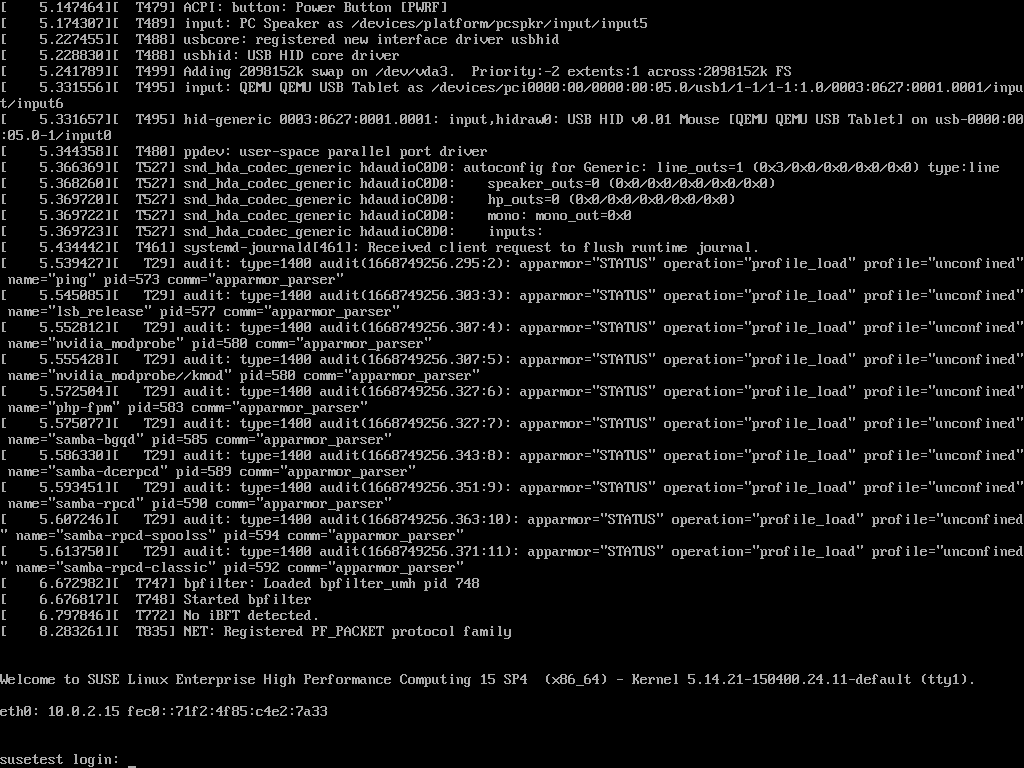 [    5.147464][  T479] ACPI: button: Power Button [PWRF]
[    5.174307][  T489] input: PC Speaker as /devices/platform/pcspkr/input/input5
[    5.227455][  T488] usbcore: registered new interface driver usbhid
[    5.228830][  T488] usbhid: USB HID core driver
[    5.241789][  T499] Adding 2098152k swap on /dev/vda3.  Priority:-2 extents:1 across:2098152k FS
[    5.331556][  T495] input: QEMU QEMU USB Tablet as /devices/pci0000:00/0000:00:05.0/usb1/1-1/1-1:1.0/0003:0627:0001.0001/inpu
t/input6
[    5.331657][  T495] hid-generic 0003:0627:0001.0001: input,hidraw0: USB HID v0.01 Mouse [QEMU QEMU USB Tablet] on usb-0000:00
:05.0-1/input0
[    5.344358][  T480] ppdev: user-space parallel port driver
[    5.366369][  T527] snd_hda_codec_generic hdaudioC0D0: autoconfig for Generic: line_outs=1 (0x3/0x0/0x0/0x0/0x0) type:line
[    5.368260][  T527] snd_hda_codec_generic hdaudioC0D0:    speaker_outs=0 (0x0/0x0/0x0/0x0/0x0)
[    5.369720][  T527] snd_hda_codec_generic hdaudioC0D0:    hp_outs=0 (0x0/0x0/0x0/0x0/0x0)
[    5.369722][  T527] snd_hda_codec_generic hdaudioC0D0:    mono: mono_out=0x0
[    5.369723][  T527] snd_hda_codec_generic hdaudioC0D0:    inputs:
[    5.434442][  T461] systemd-journald[461]: Received client request to flush runtime journal.
[    5.539427][   T29] audit: type=1400 audit(1668749256.295:2): apparmor="STATUS" operation="profile_load" profile="unconfined"
 name="ping" pid=573 comm="apparmor_parser"
[    5.545085][   T29] audit: type=1400 audit(1668749256.303:3): apparmor="STATUS" operation="profile_load" profile="unconfined"
 name="lsb_release" pid=577 comm="apparmor_parser"
[    5.552812][   T29] audit: type=1400 audit(1668749256.307:4): apparmor="STATUS" operation="profile_load" profile="unconfined"
 name="nvidia_modprobe" pid=580 comm="apparmor_parser"
[    5.555428][   T29] audit: type=1400 audit(1668749256.307:5): apparmor="STATUS" operation="profile_load" profile="unconfined"
 name="nvidia_modprobe//kmod" pid=580 comm="apparmor_parser"
[    5.572504][   T29] audit: type=1400 audit(1668749256.327:6): apparmor="STATUS" operation="profile_load" profile="unconfined"
 name="php-fpm" pid=583 comm="apparmor_parser"
[    5.575077][   T29] audit: type=1400 audit(1668749256.327:7): apparmor="STATUS" operation="profile_load" profile="unconfined"
 name="samba-bgqd" pid=585 comm="apparmor_parser"
[    5.586330][   T29] audit: type=1400 audit(1668749256.343:8): apparmor="STATUS" operation="profile_load" profile="unconfined"
 name="samba-dcerpcd" pid=589 comm="apparmor_parser"
[    5.593451][   T29] audit: type=1400 audit(1668749256.351:9): apparmor="STATUS" operation="profile_load" profile="unconfined"
 name="samba-rpcd" pid=590 comm="apparmor_parser"
[    5.607246][   T29] audit: type=1400 audit(1668749256.363:10): apparmor="STATUS" operation="profile_load" profile="unconfined
" name="samba-rpcd-spoolss" pid=594 comm="apparmor_parser"
[    5.613750][   T29] audit: type=1400 audit(1668749256.371:11): apparmor="STATUS" operation="profile_load" profile="unconfined
" name="samba-rpcd-classic" pid=592 comm="apparmor_parser"
[    6.672982][  T747] bpfilter: Loaded bpfilter_umh pid 748
[    6.676817][  T748] Started bpfilter
[    6.797846][  T772] No iBFT detected.
[    8.283261][  T835] NET: Registered PF_PACKET protocol family
Welcome to SUSE Linux Enterprise High Performance Computing 15 SP4  (x86_64) - Kernel 5.14.21-150400.24.11-default (tty1).
eth0: 10.0.2.15 fec0::71f2:4f85:c4e2:7a33
susetest login: _